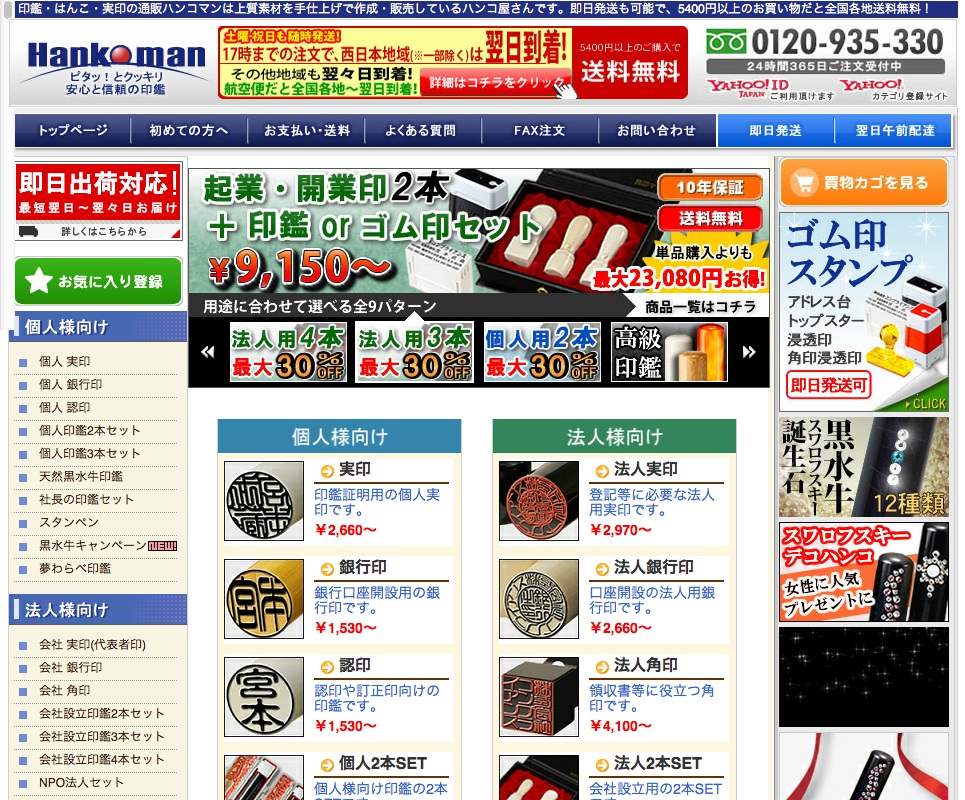 印鑑・はんこ・実印の通販ハンコマンは上質素材を手仕上げで作成・販売しているハンコ屋さんです。即日発送も可能で、5400円以上のお買い物だと全国各地送料無料！
Hankoman
ピタッ！とクッキリ
安心と信頼の印鑑
土曜・祝日も随時発送!
17時までの注文で、西日本地域(※一部除く)は翌日到着!
その他地域も翌々日到着!
航空便だと全国各地〜翌日到着!
詳細はコチラをクリック
5400円以上のご購入で
送料無料
0120-935-330
24時間365日ご注文受付中
YAHOO! ID JAPAN ご利用頂けます
YAHOO! カテゴリ登録サイト
トップページ
初めての方へ
お支払い・送料
よくある質問
FAX注文
お問い合わせ
即日発送
翌日午前配達
即日出荷対応!
最短翌日〜翌々日お届け
詳しくはこちらから
お気に入り登録
個人様向け
個人 実印
個人 銀行印
個人 認印
個人印鑑2本セット
個人印鑑3本セット
天然黒水牛印鑑
社長の印鑑セット
スタンペン
黒水牛キャンペーン
夢わらべ印鑑
法人様向け
会社 実印(代表者印)
会社 銀行印
会社 角印
会社設立印鑑2本セット
会社設立印鑑3本セット
会社設立印鑑4本セット
NPO法人セット
起業・開業印2本
＋印鑑 or ゴム印セット
¥9,150〜
10年保証
送料無料
単品購入よりも
最大23,080円お得!
用途に合わせて選べる全9パターン
商品一覧はコチラ
法人用4本
最大30%OFF
法人用3本
最大30%OFF
個人用2本
最大30%OFF
高級
印鑑
個人様向け
実印
印鑑証明用の個人実
印です。
￥2,660〜
銀行印
銀行口座開設用の銀
行印です。
￥1,530〜
認印
認印や訂正印向けの
印鑑です。
￥1,530〜
宮本
個人2本SET
個人様向け印鑑の2本
法人様向け
法人実印
登記等に必要な法人
用実印です。
￥2,970〜
法人銀行印
口座開設の法人用銀
行印です。
￥2,660〜
法人角印
領収書等に役立つ角
印です。
￥4,100〜
法人2本SET
会社設立用の2本SET
買物カゴを見る
ゴム印
スタンプ
アドレス台
トップスター
浸透印
角印浸透印
即日発送可
CLICK
黒水牛
スワロフスキー
誕生石
12種類
スワロフスキー
デコハンコ
女性に人気
プレゼントに